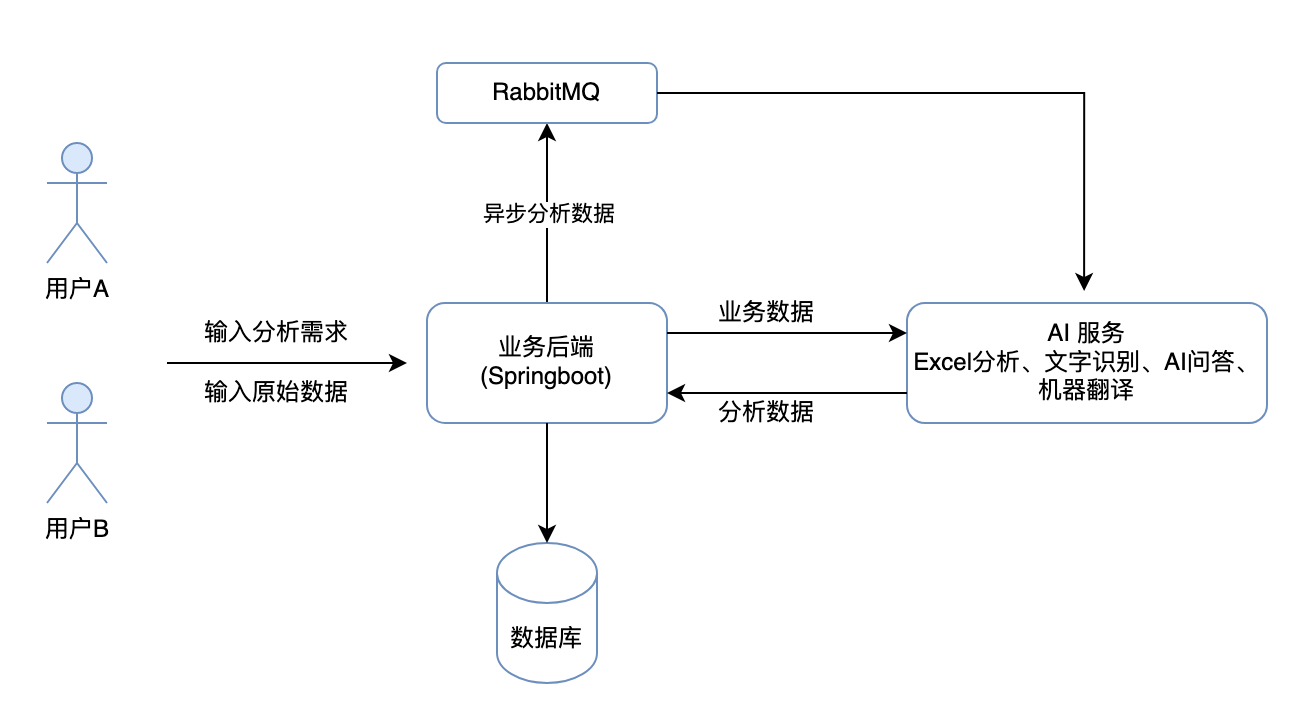 RabbitMQ
异步分析数据
用户A
输入分析需求
输入原始数据
业务后端
(Springboot)
业务数据
分析数据
AI 服务
Excel分析、文字识别、AI问答、
机器翻译
用户B
数据库